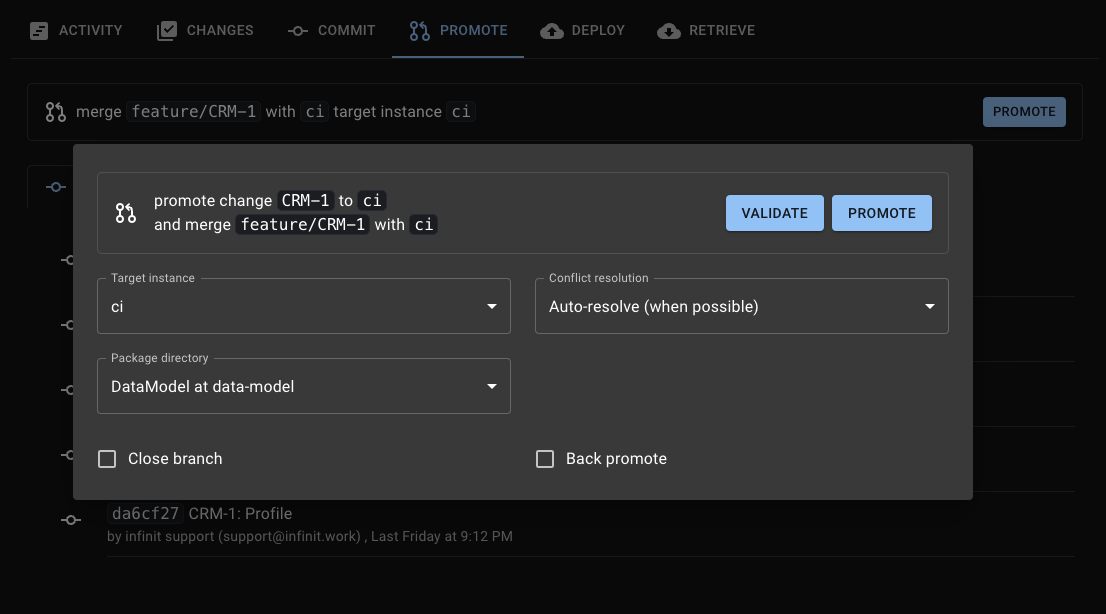 ACTIVITY CHANGES COMMIT PROMOTE DEPLOY RETRIEVE
merge feature/CRM-1 with ci target instance ci PROMOTE
promote change CRM-1 to ci
and merge feature/CRM-1 with ci
VALIDATE PROMOTE
Target instance
ci
Conflict resolution
Auto-resolve (when possible)
Package directory
DataModel at data-model
Close branch
Back promote
da6cf27 CRM-1: Profile
by infinit support (support@infinit.work) , Last Friday at 9:12 PM